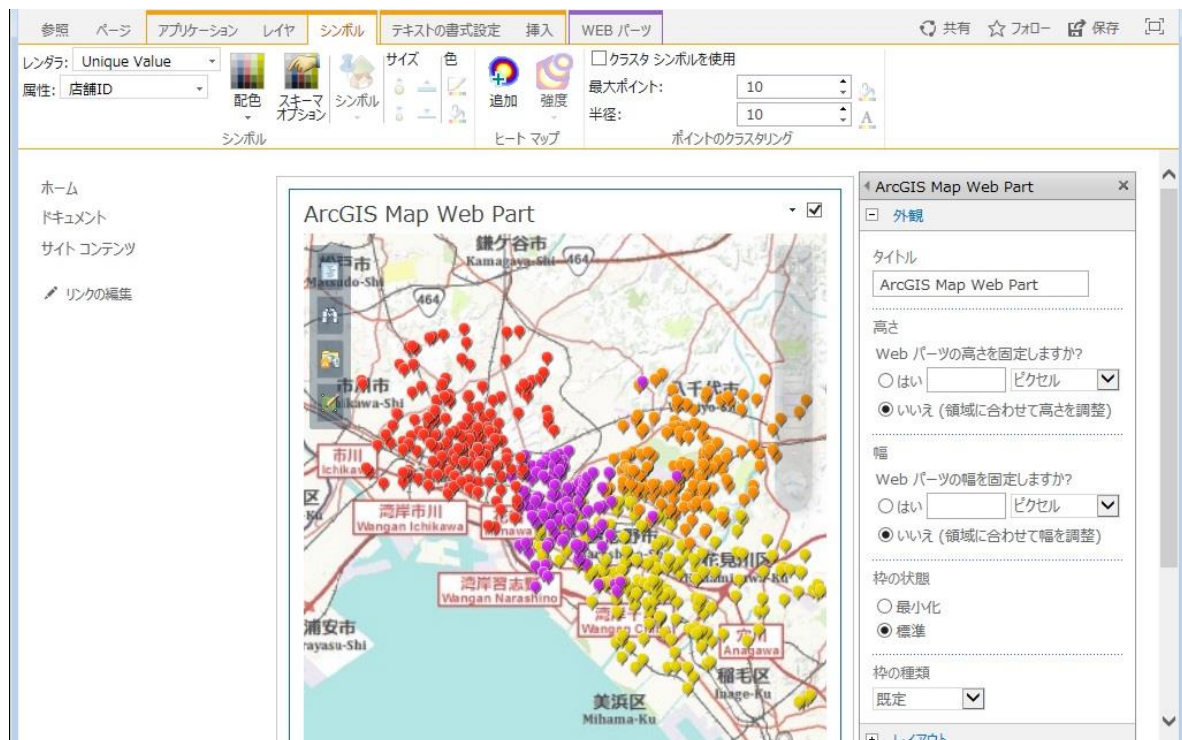 参照 ページ アプリケーション レイヤ シンボル テキストの書式設定 挿入 WEB パーツ 共有 フォロー 保存
レンダラ: Unique Value
属性: 店舗ID
配色
スキーマ オプション
シンボル
サイズ 色
シンボル
追加 強度
ヒート マップ
クラスタ シンボルを使用
最大ポイント: 10
半径: 10
A
ポイントのクラスタリング
ホーム
ドキュメント
サイト コンテンツ
リンクの編集
ArcGIS Map Web Part
鎌ケ谷市
Kamagaya-Shi
464
464
市川
Ichikawa
湾岸市川
Wangan Ichikawa
八千代市
湾岸習志野
Wangan Narashino
花見川区
穴川
Anagawa
稲毛区
Inage-Ku
浦安市
rayasu-Shi
美浜区
Mihama-Ku
ArcGIS Map Web Part
外観
タイトル
ArcGIS Map Web Part
高さ
Web パーツの高さを固定しますか?
はい ピクセル
いいえ (領域に合わせて高さを調整)
幅
Web パーツの幅を固定しますか?
はい ピクセル
いいえ (領域に合わせて幅を調整)
枠の状態
最小化
標準
枠の種類
既定
レイアウト